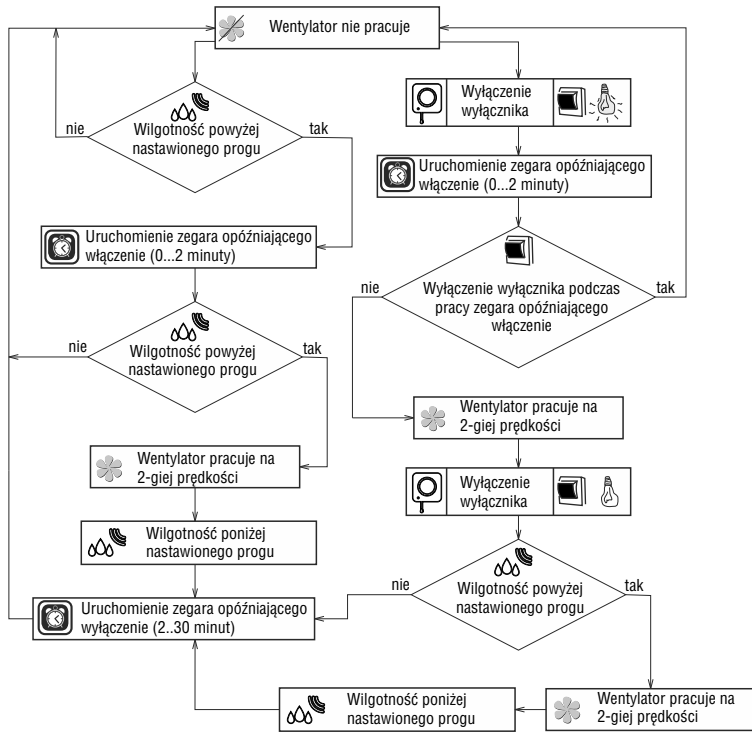 Wentylator nie pracuje
Wilgotność powyżej
nastawionego progu
nie
tak
Uruchomienie zegara opóźniającego
włączenie (0...2 minuty)
Wilgotność powyżej
nastawionego progu
nie
tak
Wentylator pracuje na
2-giej prędkości
Wilgotność poniżej
nastawionego progu
Uruchomienie zegara opóźniającego
wyłączenie (2..30 minut)
Wyłączenie
wyłącznika
Uruchomienie zegara opóźniającego
włączenie (0...2 minuty)
nie
tak
Wyłączenie wyłącznika podczas
pracy zegara opóźniającego
włączenie
Wentylator pracuje na
2-giej prędkości
Wyłączenie
wyłącznika
nie
tak
Wilgotność powyżej
nastawionego progu
Wilgotność poniżej
nastawionego progu
Wentylator pracuje na
2-giej prędkości